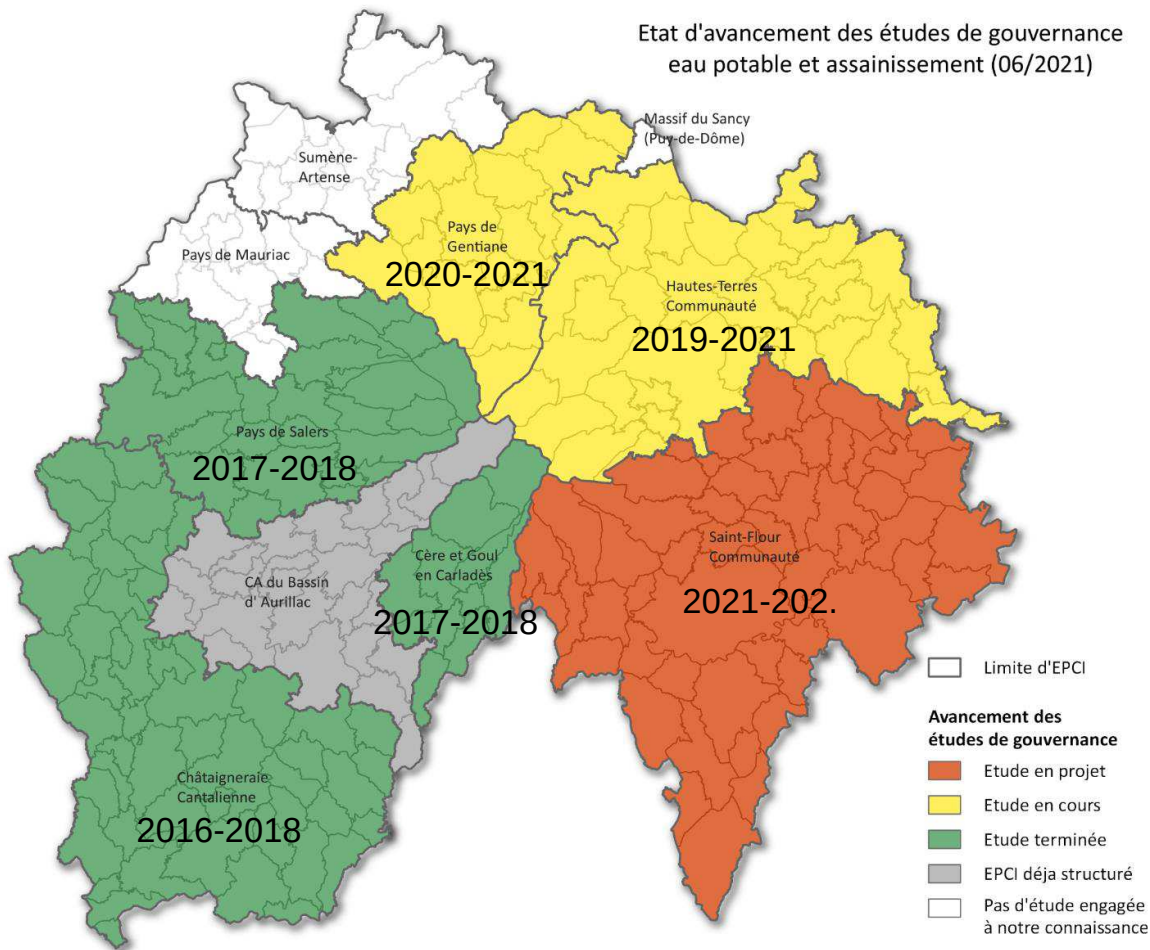 Etat d'avancement des études de gouvernance
eau potable et assainissement (06/2021)
Massif du Sancy
(Puy-de-Dôme)
Sumène-
Artense
Pays de
Gentiane
2020-2021
Pays de Mauriac
Hautes-Terres
Communauté
2019-2021
Pays de Salers
2017-2018
Cère et Goul
en Carladès
2017-2018
CA du Bassin
d' Aurillac
Saint-Flour
Communauté
2021-202.
Châtaigneraie
Cantalienne
2016-2018
Limite d'EPCI
Avancement des
études de gouvernance
Etude en projet
Etude en cours
Etude terminée
EPCI déja structuré
Pas d'étude engagée
à notre connaissance